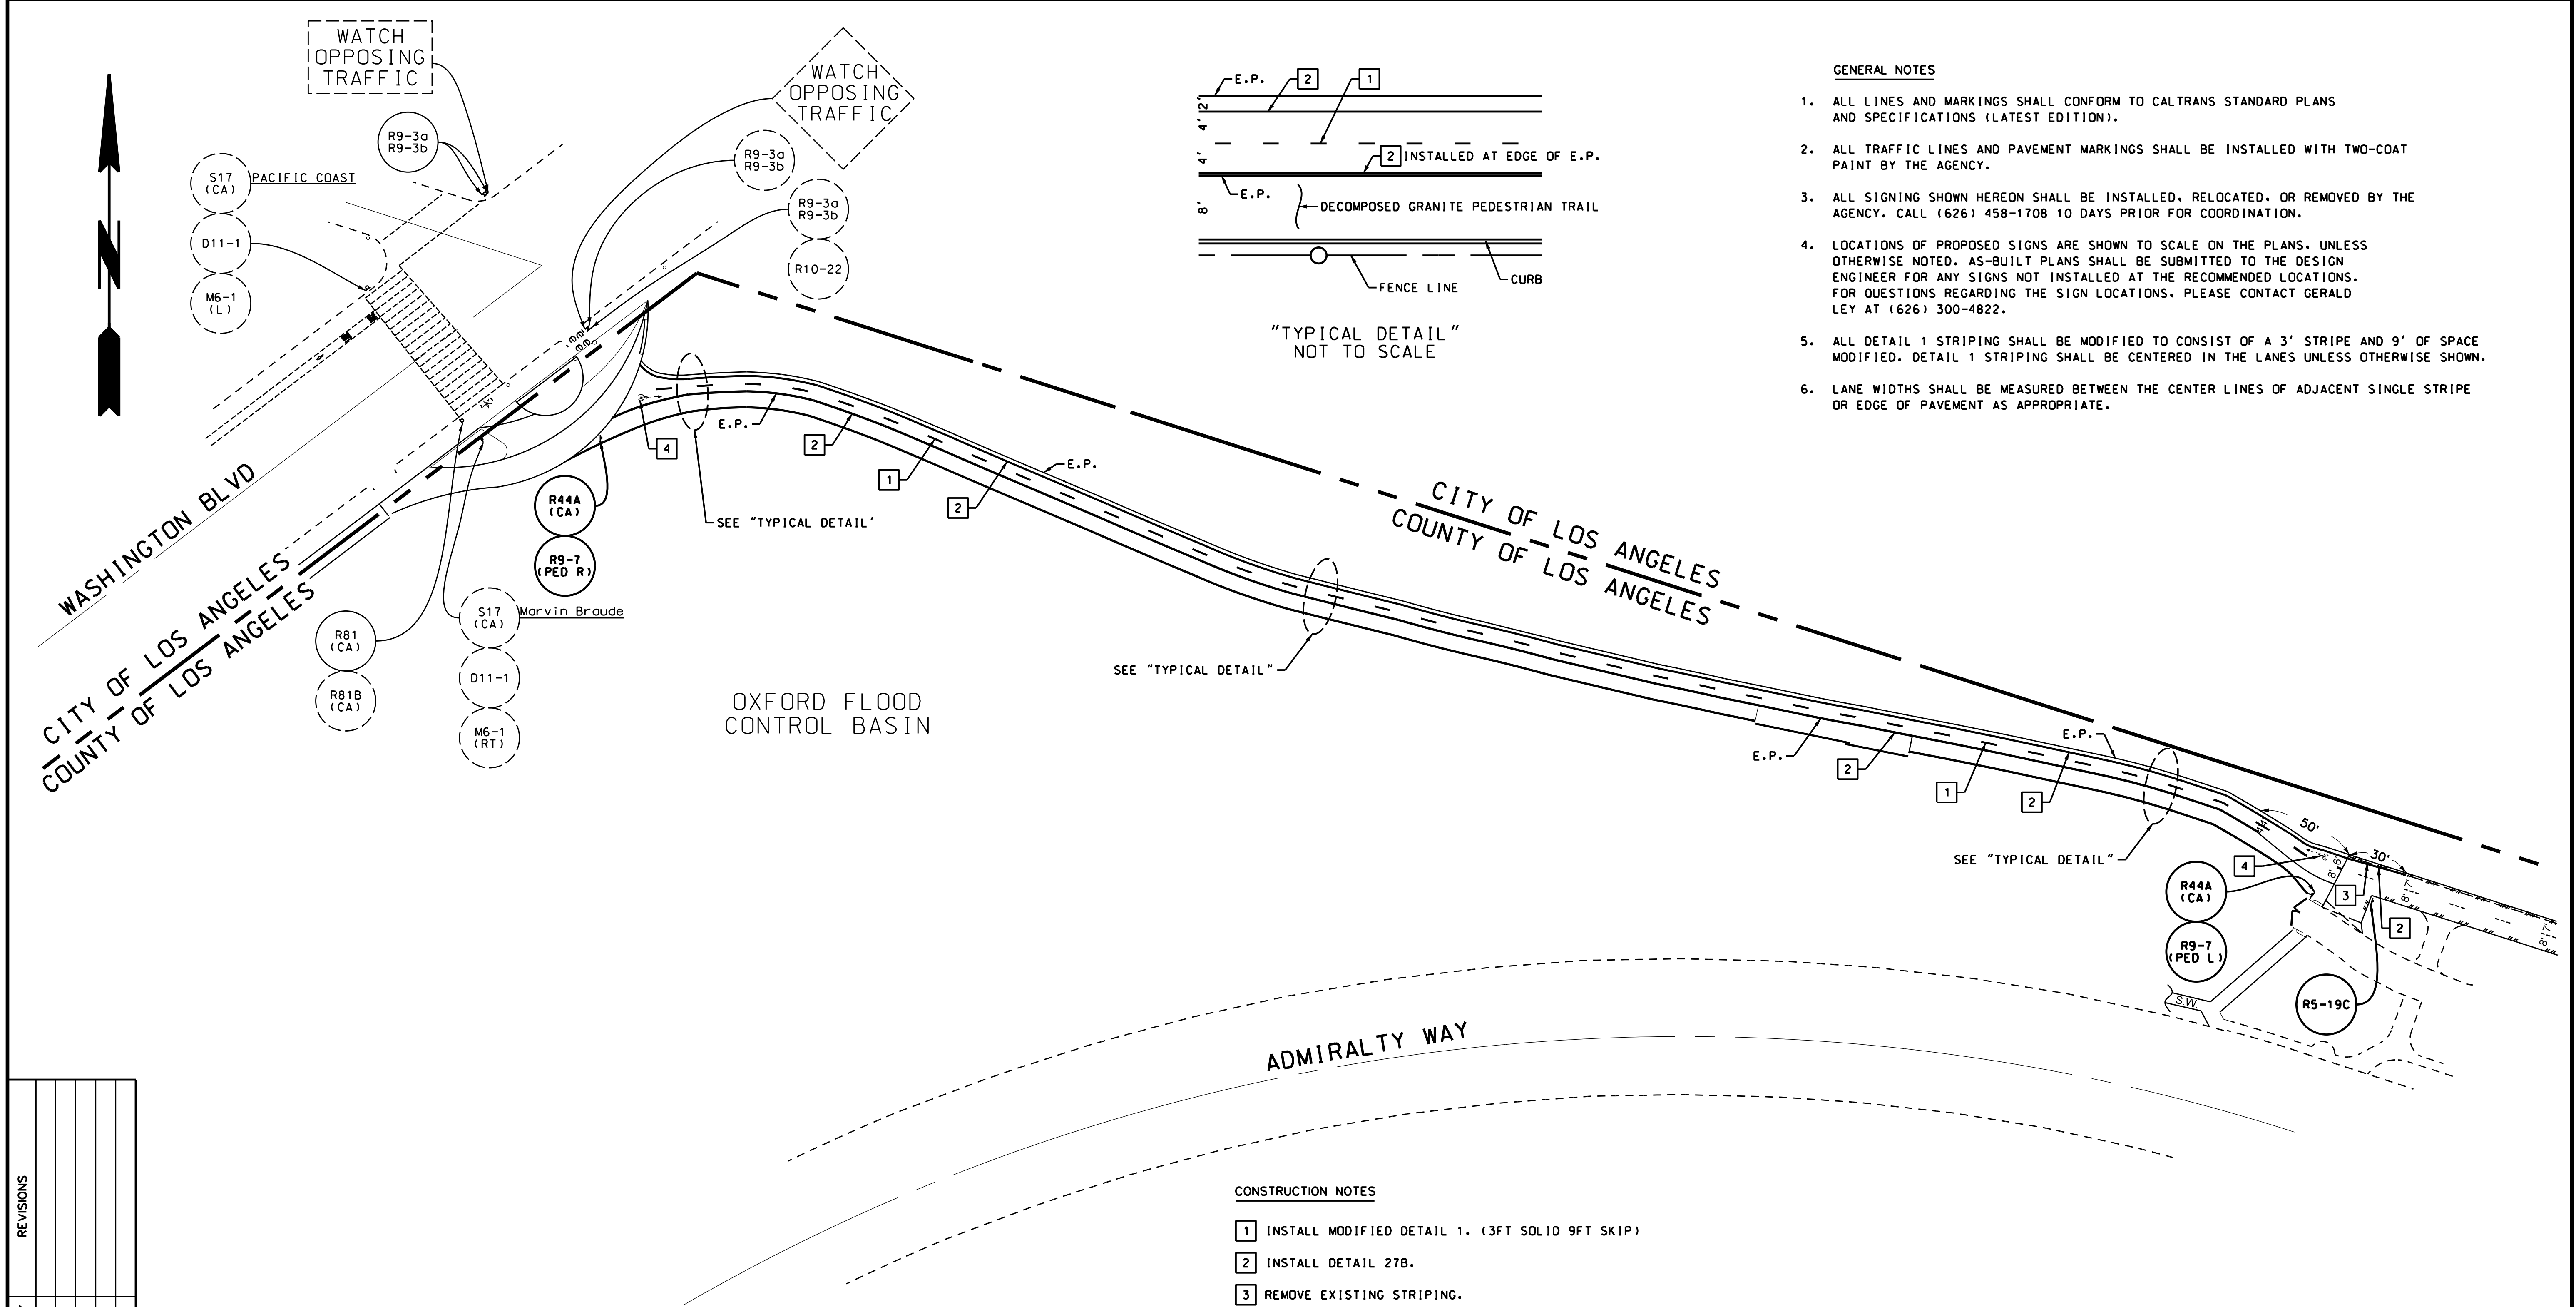 WATCH
OPPOSING
TRAFFIC
R9-3a
R9-3b
S17
(CA)
PACIFIC COAST
D11-1
M6-1
(L)
WATCH
OPPOSING
TRAFFIC
R9-3a
R9-3b
R9-3a
R9-3b
R10-22
N
E.P.
2
1
2'
4'
4'
8'
2 INSTALLED AT EDGE OF E.P.
E.P.
DECOMPOSED GRANITE PEDESTRIAN TRAIL
CURB
FENCE LINE
"TYPICAL DETAIL"
NOT TO SCALE
GENERAL NOTES
1. ALL LINES AND MARKINGS SHALL CONFORM TO CALTRANS STANDARD PLANS
AND SPECIFICATIONS (LATEST EDITION).
2. ALL TRAFFIC LINES AND PAVEMENT MARKINGS SHALL BE INSTALLED WITH TWO-COAT
PAINT BY THE AGENCY.
3. ALL SIGNING SHOWN HEREON SHALL BE INSTALLED, RELOCATED, OR REMOVED BY THE
AGENCY. CALL (626) 458-1708 10 DAYS PRIOR FOR COORDINATION.
4. LOCATIONS OF PROPOSED SIGNS ARE SHOWN TO SCALE ON THE PLANS, UNLESS
OTHERWISE NOTED. AS-BUILT PLANS SHALL BE SUBMITTED TO THE DESIGN
ENGINEER FOR ANY SIGNS NOT INSTALLED AT THE RECOMMENDED LOCATIONS.
FOR QUESTIONS REGARDING THE SIGN LOCATIONS, PLEASE CONTACT GERALD
LEY AT (626) 300-4822.
5. ALL DETAIL 1 STRIPING SHALL BE MODIFIED TO CONSIST OF A 3' STRIPE AND 9' OF SPACE
MODIFIED. DETAIL 1 STRIPING SHALL BE CENTERED IN THE LANES UNLESS OTHERWISE SHOWN.
6. LANE WIDTHS SHALL BE MEASURED BETWEEN THE CENTER LINES OF ADJACENT SINGLE STRIPE
OR EDGE OF PAVEMENT AS APPROPRIATE.
E.P.
4
2
1
2
E.P.
SEE "TYPICAL DETAIL'
R44A
(CA)
R9-7
(PED R)
WASHINGTON BLVD
CITY OF LOS ANGELES
COUNTY OF LOS ANGELES
R81
(CA)
R81B
(CA)
S17
(CA)
Marvin Braude
D11-1
M6-1
(RT)
OXFORD FLOOD
CONTROL BASIN
CITY OF LOS ANGELES
COUNTY OF LOS ANGELES
SEE "TYPICAL DETAIL"
E.P.
E.P.
2
1
2
SEE "TYPICAL DETAIL"
50'
30'
4' 4'
8'
6'
4
3
8' 7'
2
8' 7'
R44A
(CA)
R9-7
(PED L)
R5-19C
S.W
ADMIRALTY WAY
REVISIONS
CONSTRUCTION NOTES
1 INSTALL MODIFIED DETAIL 1. (3FT SOLID 9FT SKIP)
2 INSTALL DETAIL 27B.
3 REMOVE EXISTING STRIPING.